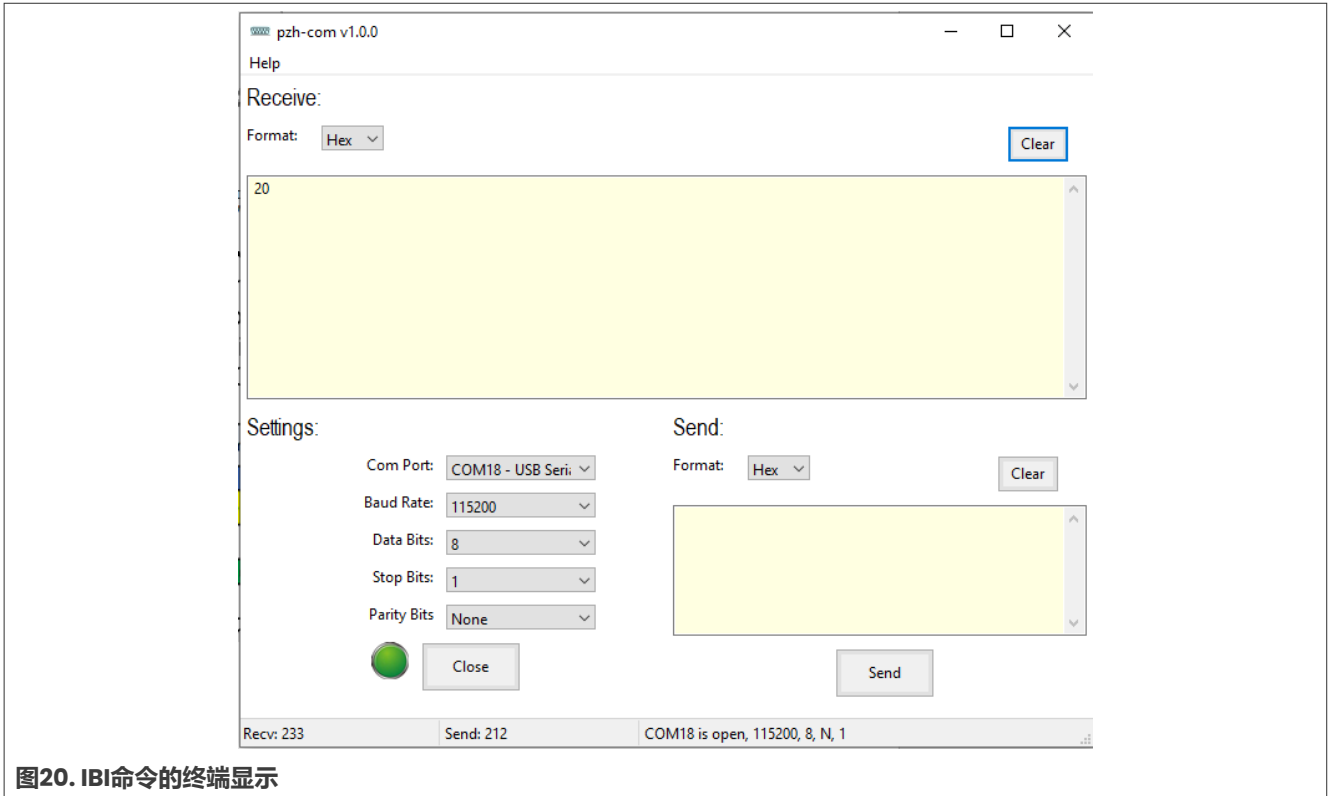 pzh-com v1.0.0
Help
Receive:
Format: Hex
Clear
20
Settings:
Send:
Com Port: COM18 - USB Seri
Format: Hex
Clear
Baud Rate: 115200
Data Bits: 8
Stop Bits: 1
Parity Bits None
Close
Send
Recv: 233 Send: 212 COM18 is open, 115200, 8, N, 1
图20. IBI命令的终端显示